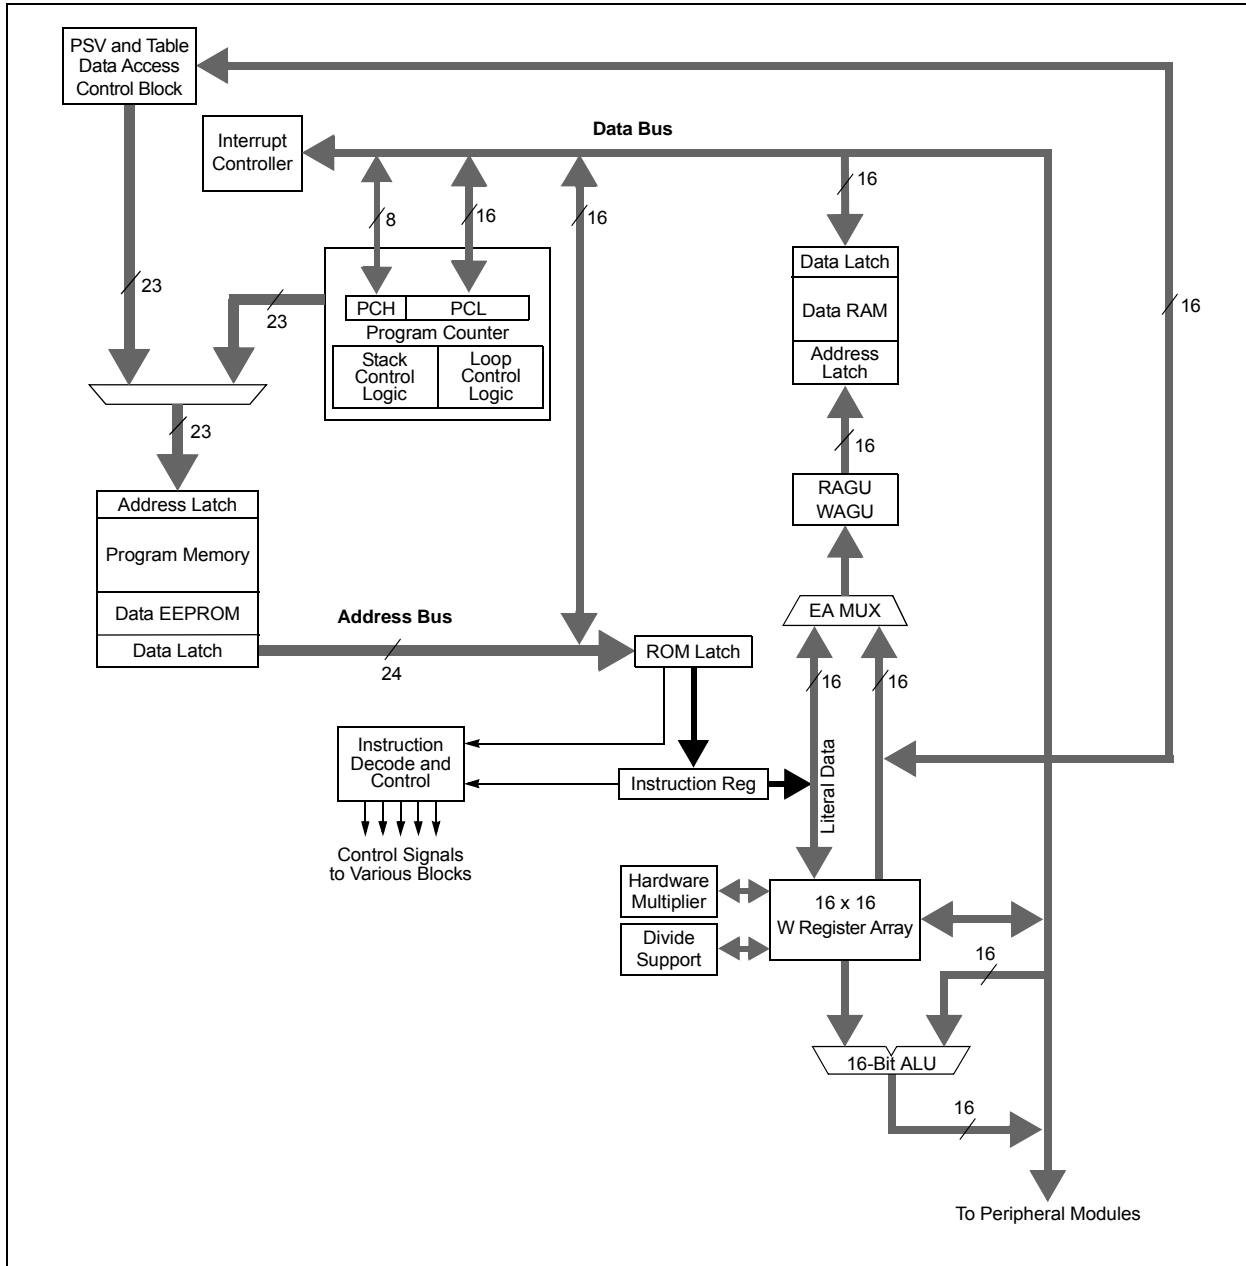 PSV and Table
Data Access
Control Block
Data Bus
Interrupt
Controller
16
8
16
16
16
Data Latch
Data RAM
Address
Latch
23
23
PCH
PCL
Program Counter
Stack
Control
Logic
Loop
Control
Logic
23
16
RAGU
WAGU
Address Latch
Program Memory
Data EEPROM
Data Latch
Address Bus
24
ROM Latch
EA MUX
16
16
Literal Data
Instruction
Decode and
Control
Instruction Reg
Control Signals
to Various Blocks
Hardware
Multiplier
Divide
Support
16 x 16
W Register Array
16
16-Bit ALU
16
To Peripheral Modules